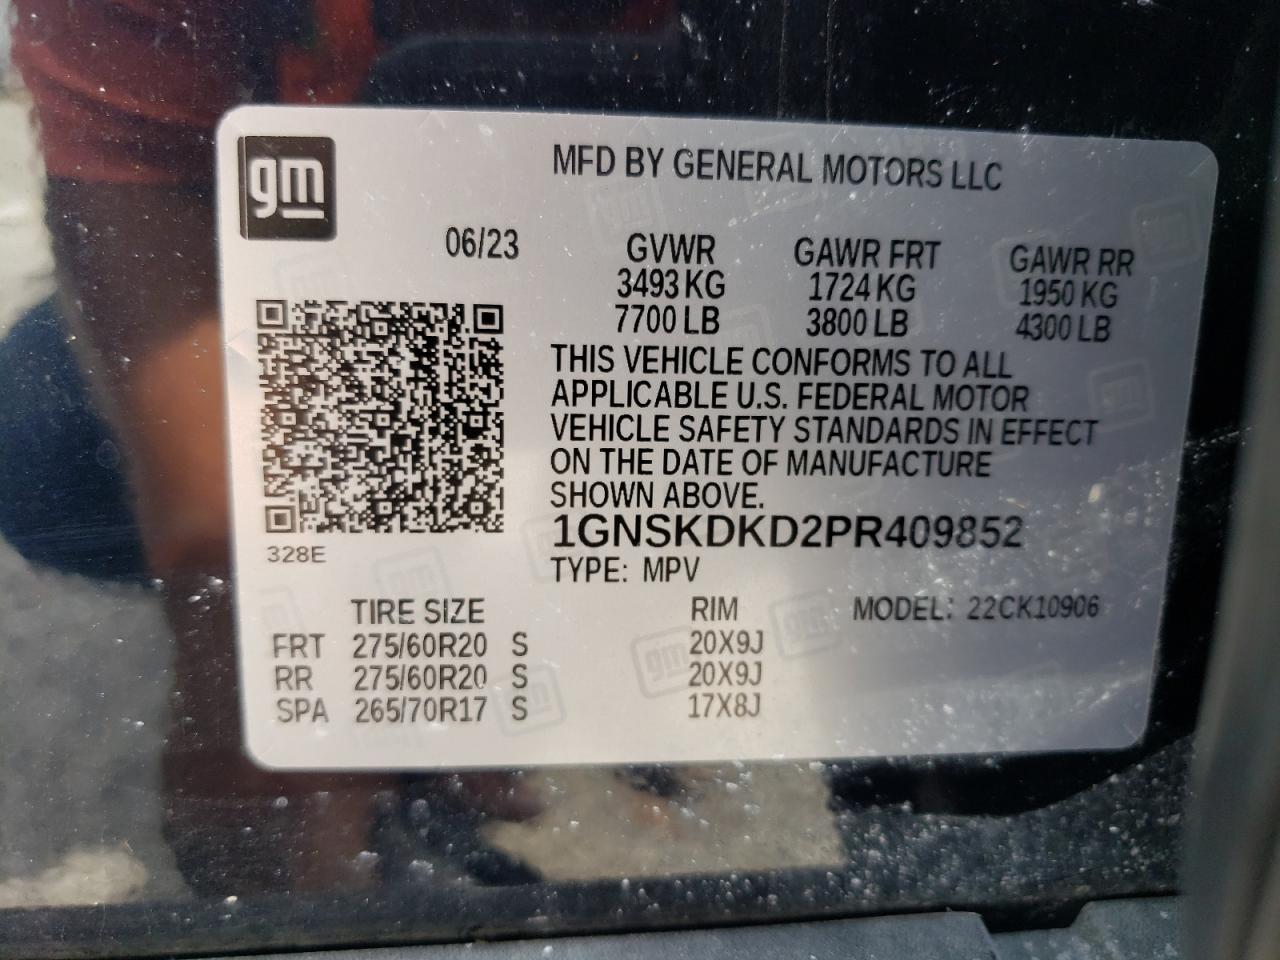 gm
MFD BY GENERAL MOTORS LLC
06/23
GVWR GAWR FRT GAWR RR
3493 KG 1724 KG 1950 KG
7700 LB 3800 LB 4300 LB
THIS VEHICLE CONFORMS TO ALL
APPLICABLE U.S. FEDERAL MOTOR
VEHICLE SAFETY STANDARDS IN EFFECT
ON THE DATE OF MANUFACTURE
SHOWN ABOVE.
1GNSKDKD2PR409852
328E
TYPE: MPV
TIRE SIZE RIM MODEL: 22CK10906
FRT 275/60R20 S 20X9J
RR 275/60R20 S 20X9J
SPA 265/70R17 S 17X8J